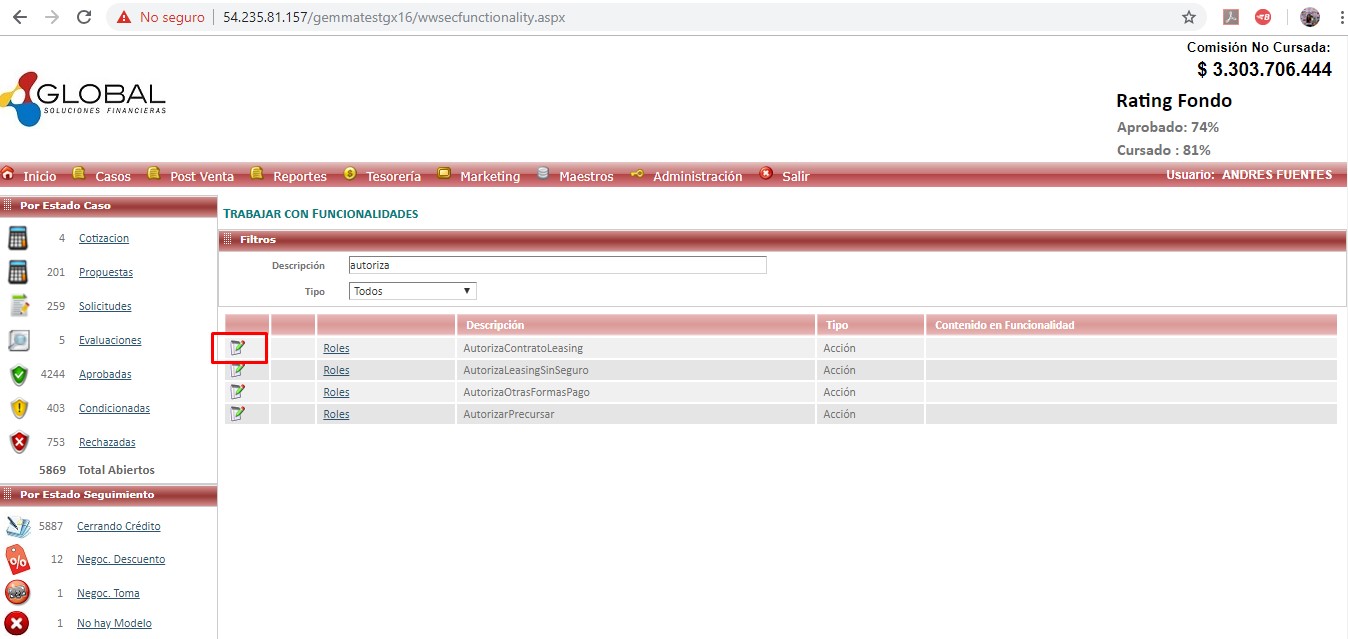 No seguro | 54.235.81.157/gemmatestgx16/wwsecfunctionality.aspx
Comisión No Cursada:
$ 3.303.706.444
GLOBAL
SOLUCIONES FINANCIERAS
Rating Fondo
Aprobado: 74%
Cursado : 81%
Inicio Casos Post Venta Reportes Tesorería Marketing Maestros Administración Salir Usuario: ANDRES FUENTES
Por Estado Caso
4 Cotizacion
201 Propuestas
259 Solicitudes
5 Evaluaciones
4244 Aprobadas
403 Condicionadas
753 Rechazadas
5869 Total Abiertos
Por Estado Seguimiento
5887 Cerrando Crédito
12 Negoc. Descuento
1 Negoc. Toma
1 No hay Modelo
TRABAJAR CON FUNCIONALIDADES
Filtros
Descripción autoriza
Tipo Todos
Descripción Tipo Contenido en Funcionalidad
Roles AutorizaContratoLeasing Acción
Roles AutorizaLeasingSinSeguro Acción
Roles AutorizaOtrasFormasPago Acción
Roles AutorizarPrecursar Acción